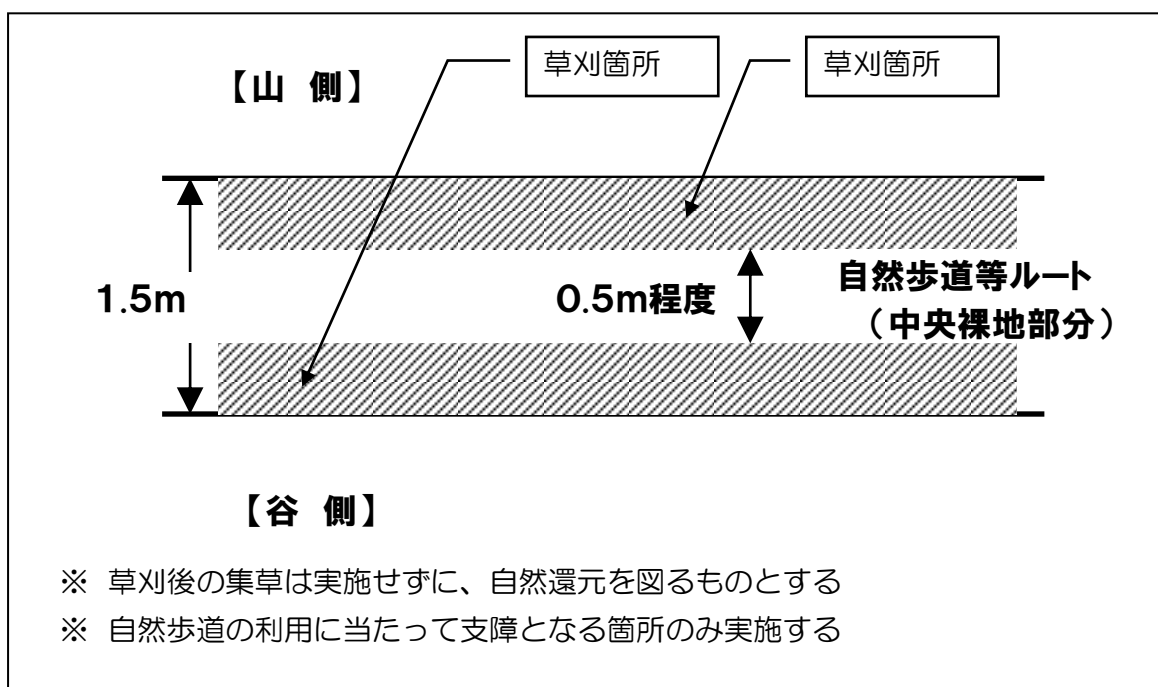 草刈箇所
草刈箇所
【山 側】
自然歩道等ルート
1.5m
0.5m程度
（中央裸地部分）
【谷 側】
※ 草刈後の集草は実施せずに、自然還元を図るものとする
※ 自然歩道の利用に当たって支障となる箇所のみ実施する